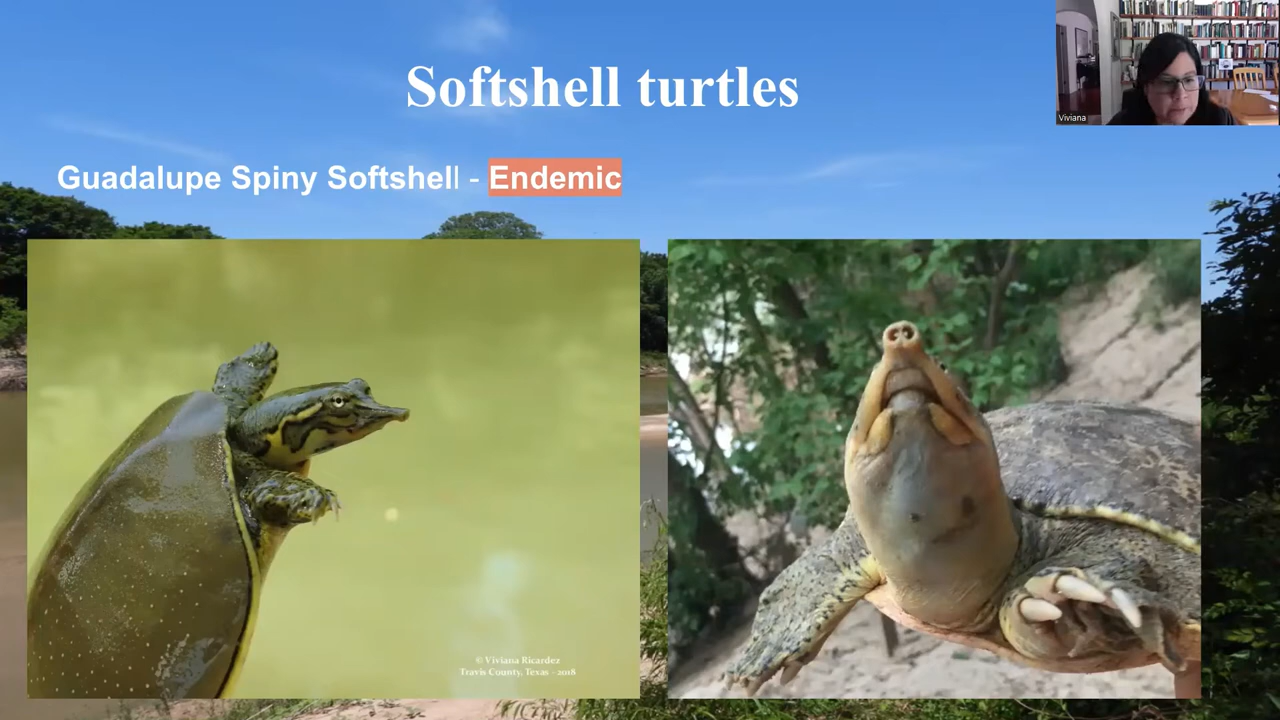 Softshell turtles
Viviana
Guadalupe Spiny Softshell - Endemic
© Viviana Ricardez
Travis County, Texas - 2018